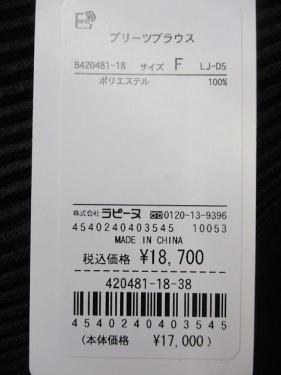 RFID
プリーツブラウス
B420481-18 サイズ F LJ-D5
ポリエステル 100%
株式会社 ラピーヌ 0120-13-9396
4540240403545 10053
MADE IN CHINA
税込価格 ¥18,700
420481-18-38
4540240403545
(本体価格 ¥17,000)